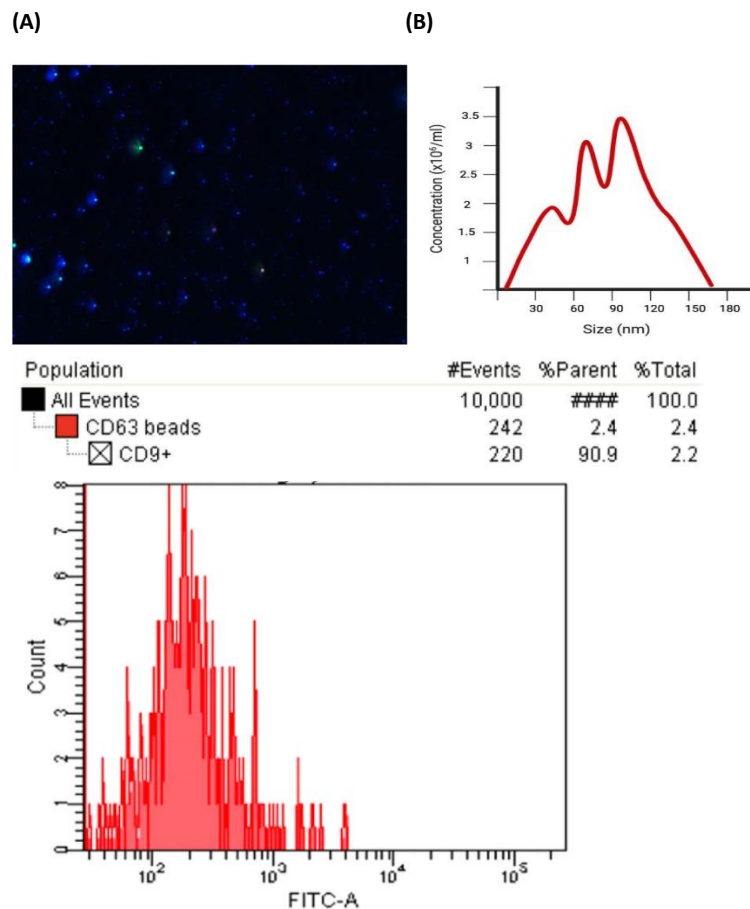 (A)
(B)
3.5
3
2.5
2
1.5
1
Concentration (x10⁶/ml)
30 60 90 120 150 180
Size (nm)
Population #Events %Parent %Total
All Events 10,000 #### 100.0
CD63 beads 242 2.4 2.4
CD9+ 220 90.9 2.2
8
7
6
5
4
3
2
1
0
Count
10² 10³ 10⁴ 10⁵
FITC-A